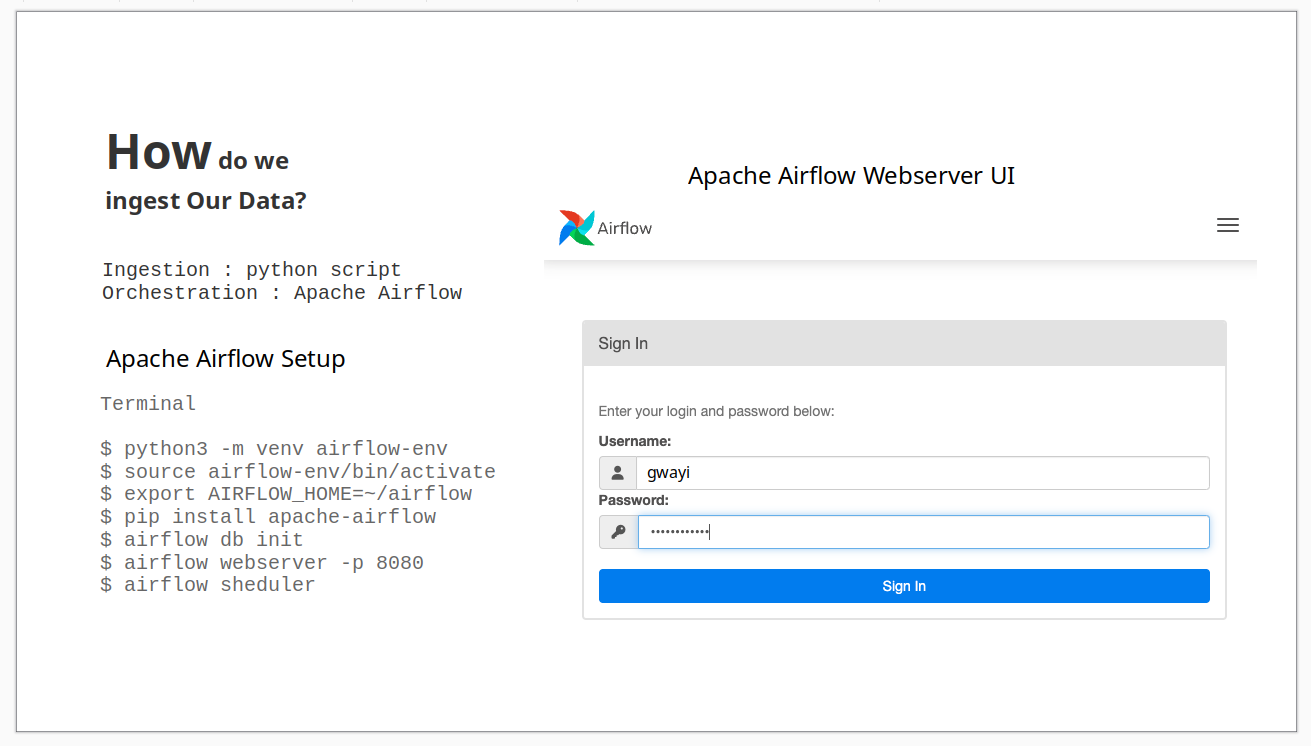 How do we
ingest Our Data?
Ingestion : python script
Orchestration : Apache Airflow
Apache Airflow Setup
Terminal
$ python3 -m venv airflow-env
$ source airflow-env/bin/activate
$ export AIRFLOW_HOME=~/airflow
$ pip install apache-airflow
$ airflow db init
$ airflow webserver -p 8080
$ airflow sheduler
Apache Airflow Webserver UI
Airflow
Sign In
Enter your login and password below:
Username:
gwayi
Password:
••••••••••••
Sign In